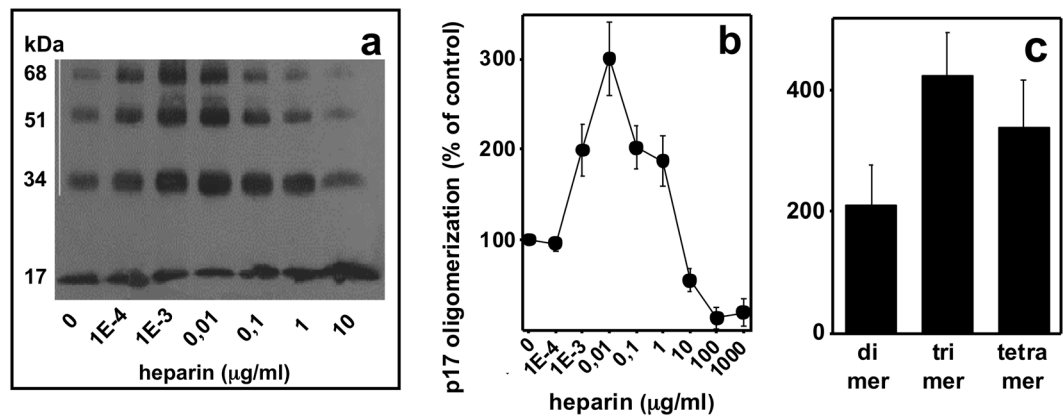 a
kDa
68
51
34
17
0 1E-4 1E-3 0,01 0,1 1 10
heparin (μg/ml)
b
p17 oligomerization (% of control)
300
200
100
0 1E-4 1E-3 0,01 0,1 1 10 100 1000
heparin (μg/ml)
c
400
200
0
di tri tetra
mer mer mer